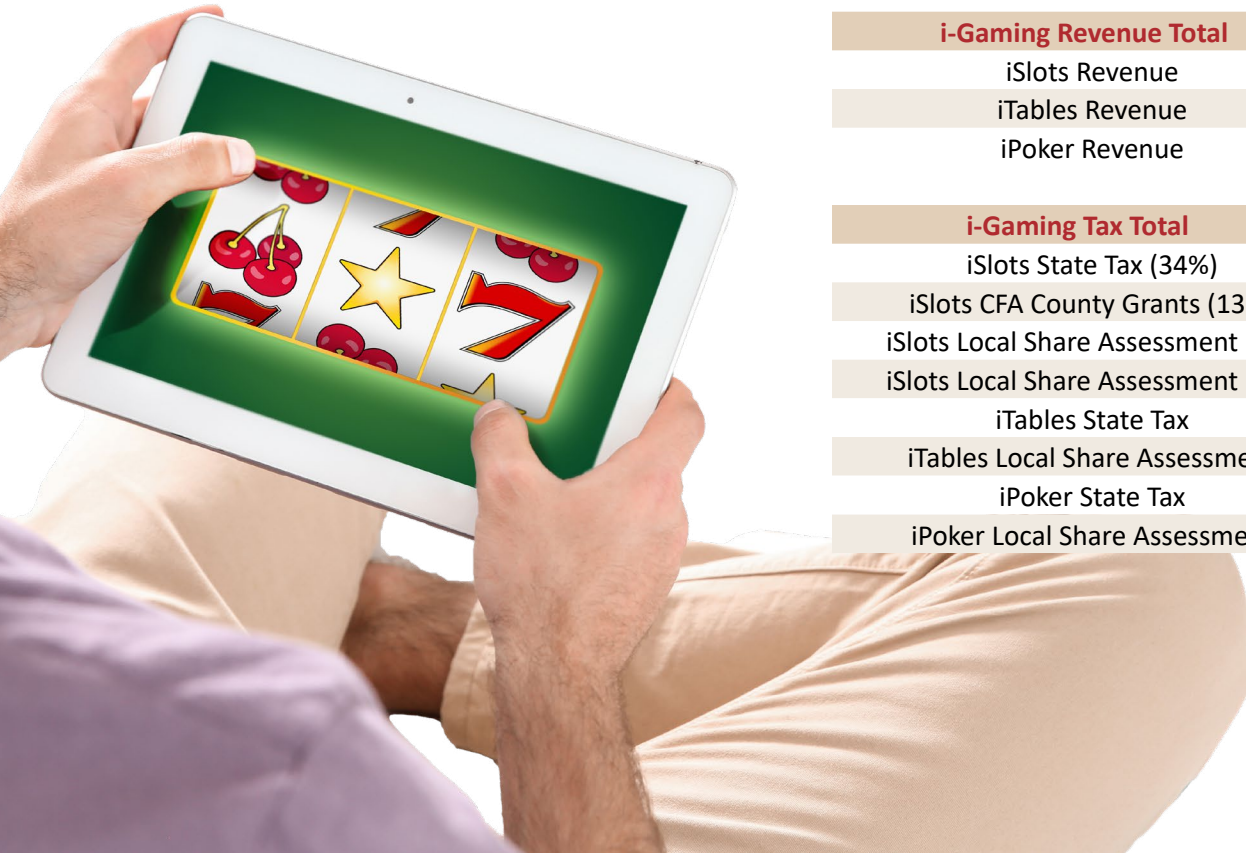 i-Gaming Revenue Total
iSlots Revenue
iTables Revenue
iPoker Revenue
i-Gaming Tax Total
iSlots State Tax (34%)
iSlots CFA County Grants (13
iSlots Local Share Assessment
iSlots Local Share Assessment
iTables State Tax
iTables Local Share Assessme
iPoker State Tax
iPoker Local Share Assessme